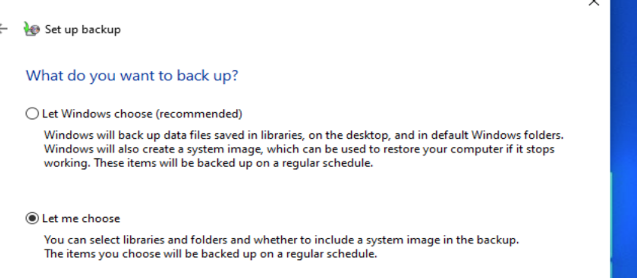 Set up backup
What do you want to back up?
Let Windows choose (recommended)
Windows will back up data files saved in libraries, on the desktop, and in default Windows folders.
Windows will also create a system image, which can be used to restore your computer if it stops
working. These items will be backed up on a regular schedule.
Let me choose
You can select libraries and folders and whether to include a system image in the backup.
The items you choose will be backed up on a regular schedule.